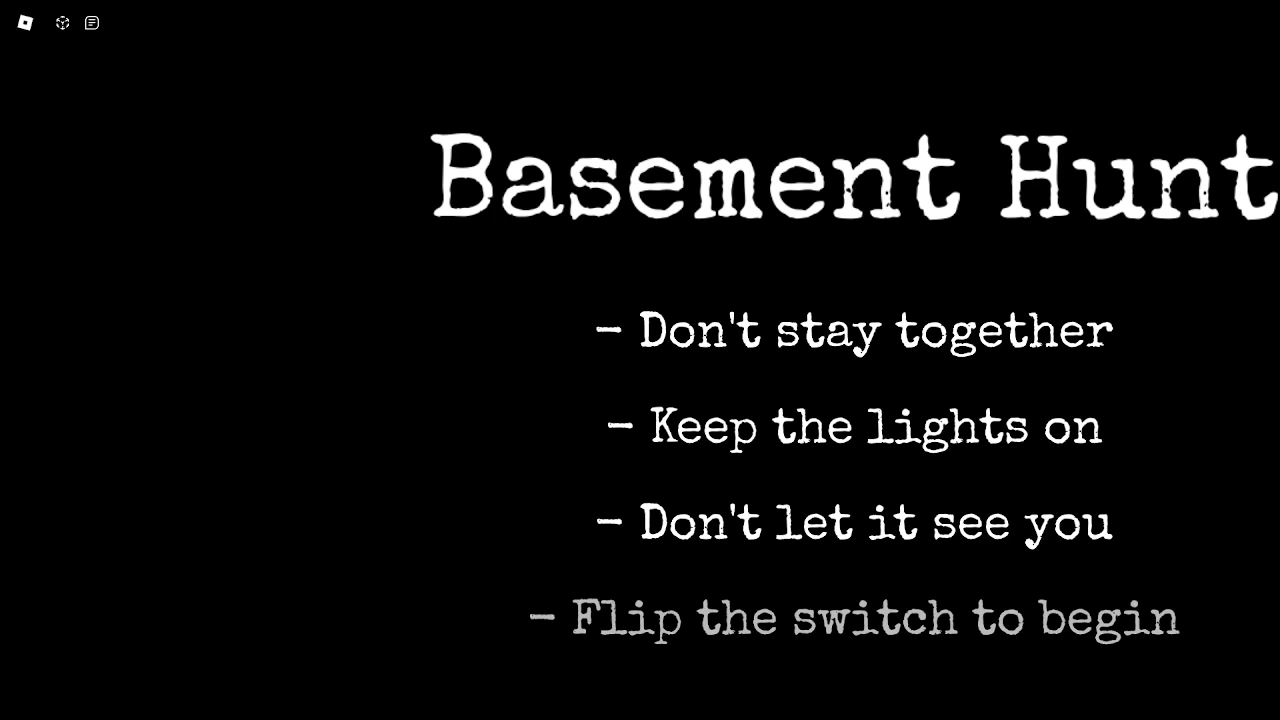 Basement Hunt
- Don't stay together
- Keep the lights on
- Don't let it see you
- Flip the switch to begin